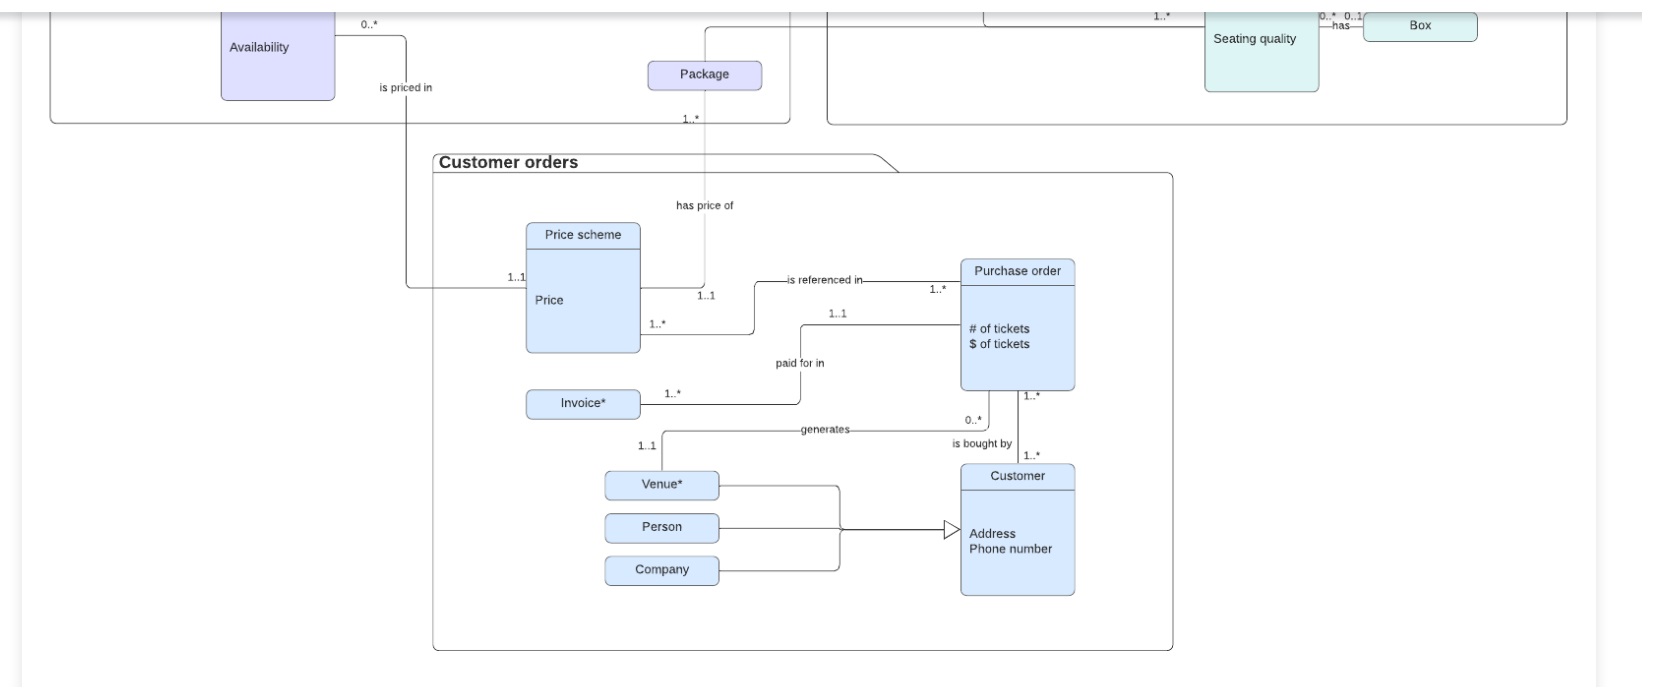 0..*
1..*
0..*
0..1
has
Box
Availability
Seating quality
Package
is priced in
1..*
Customer orders
has price of
Price scheme
Price
1..1
1..1
is referenced in
1..*
1..*
Purchase order
# of tickets
$ of tickets
1..1
paid for in
Invoice*
1..*
1..*
0..*
generates
1..1
is bought by
1..*
Venue*
Person
Company
Customer
Address
Phone number